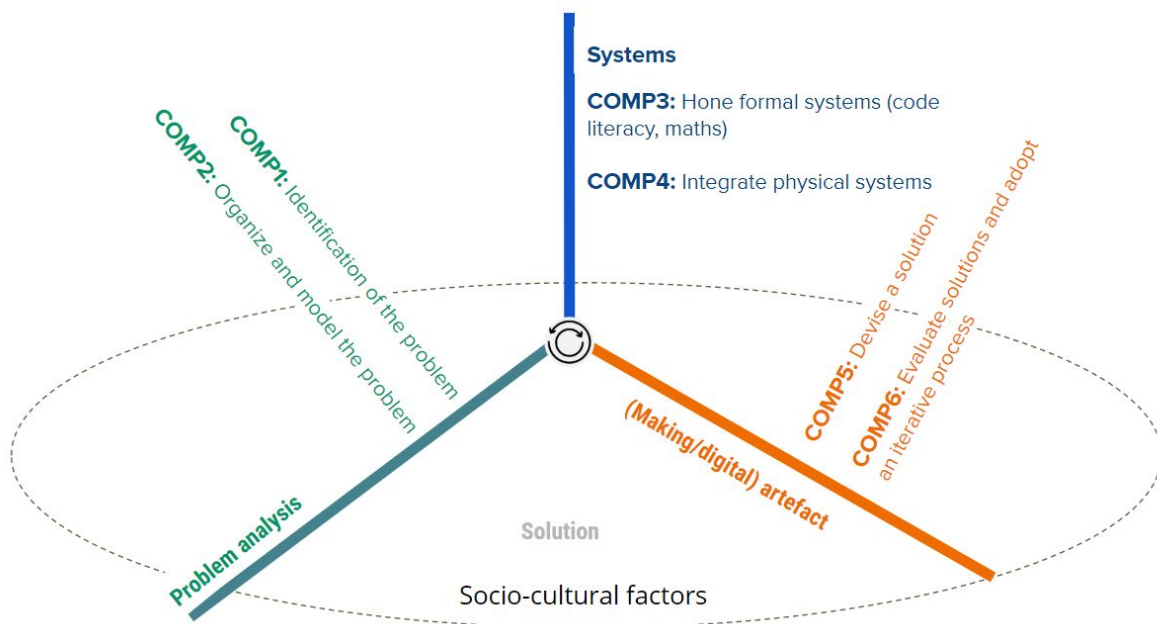 Systems
COMP3: Hone formal systems (code
literacy, maths)
COMP4: Integrate physical systems
COMP1: Identification of the problem
COMP2: Organize and model the problem
Problem analysis
COMP5: Devise a solution
COMP6: Evaluate solutions and adopt
an iterative process
(Making/digital) artefact
Solution
Socio-cultural factors